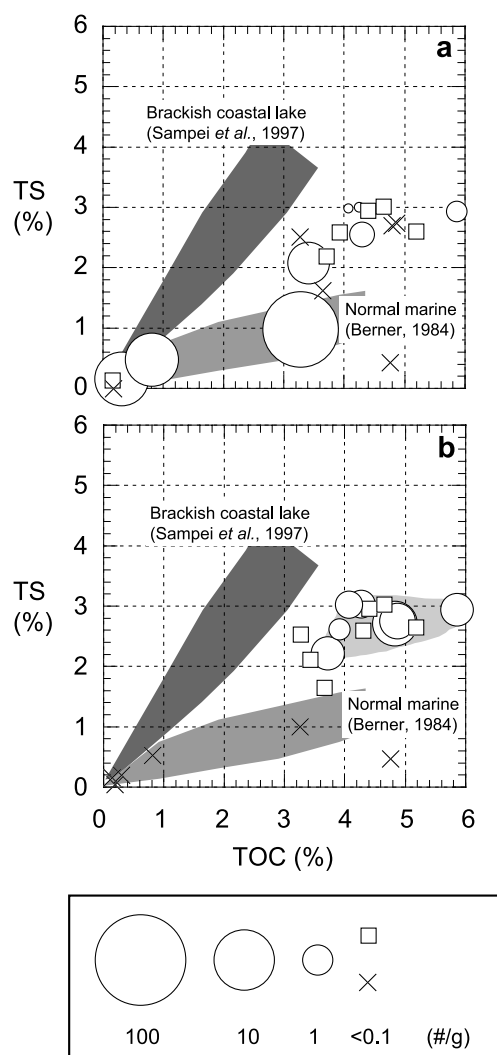 6
a
5
Brackish coastal lake
(Sampei et al., 1997)
4
TS
(%)
3
2
Normal marine
(Berner, 1984)
1
0
6
b
5
Brackish coastal lake
(Sampei et al., 1997)
4
TS
(%)
3
2
Normal marine
(Berner, 1984)
1
0
0 1 2 3 4 5 6
TOC (%)
100 10 1 <0.1 (#/g)